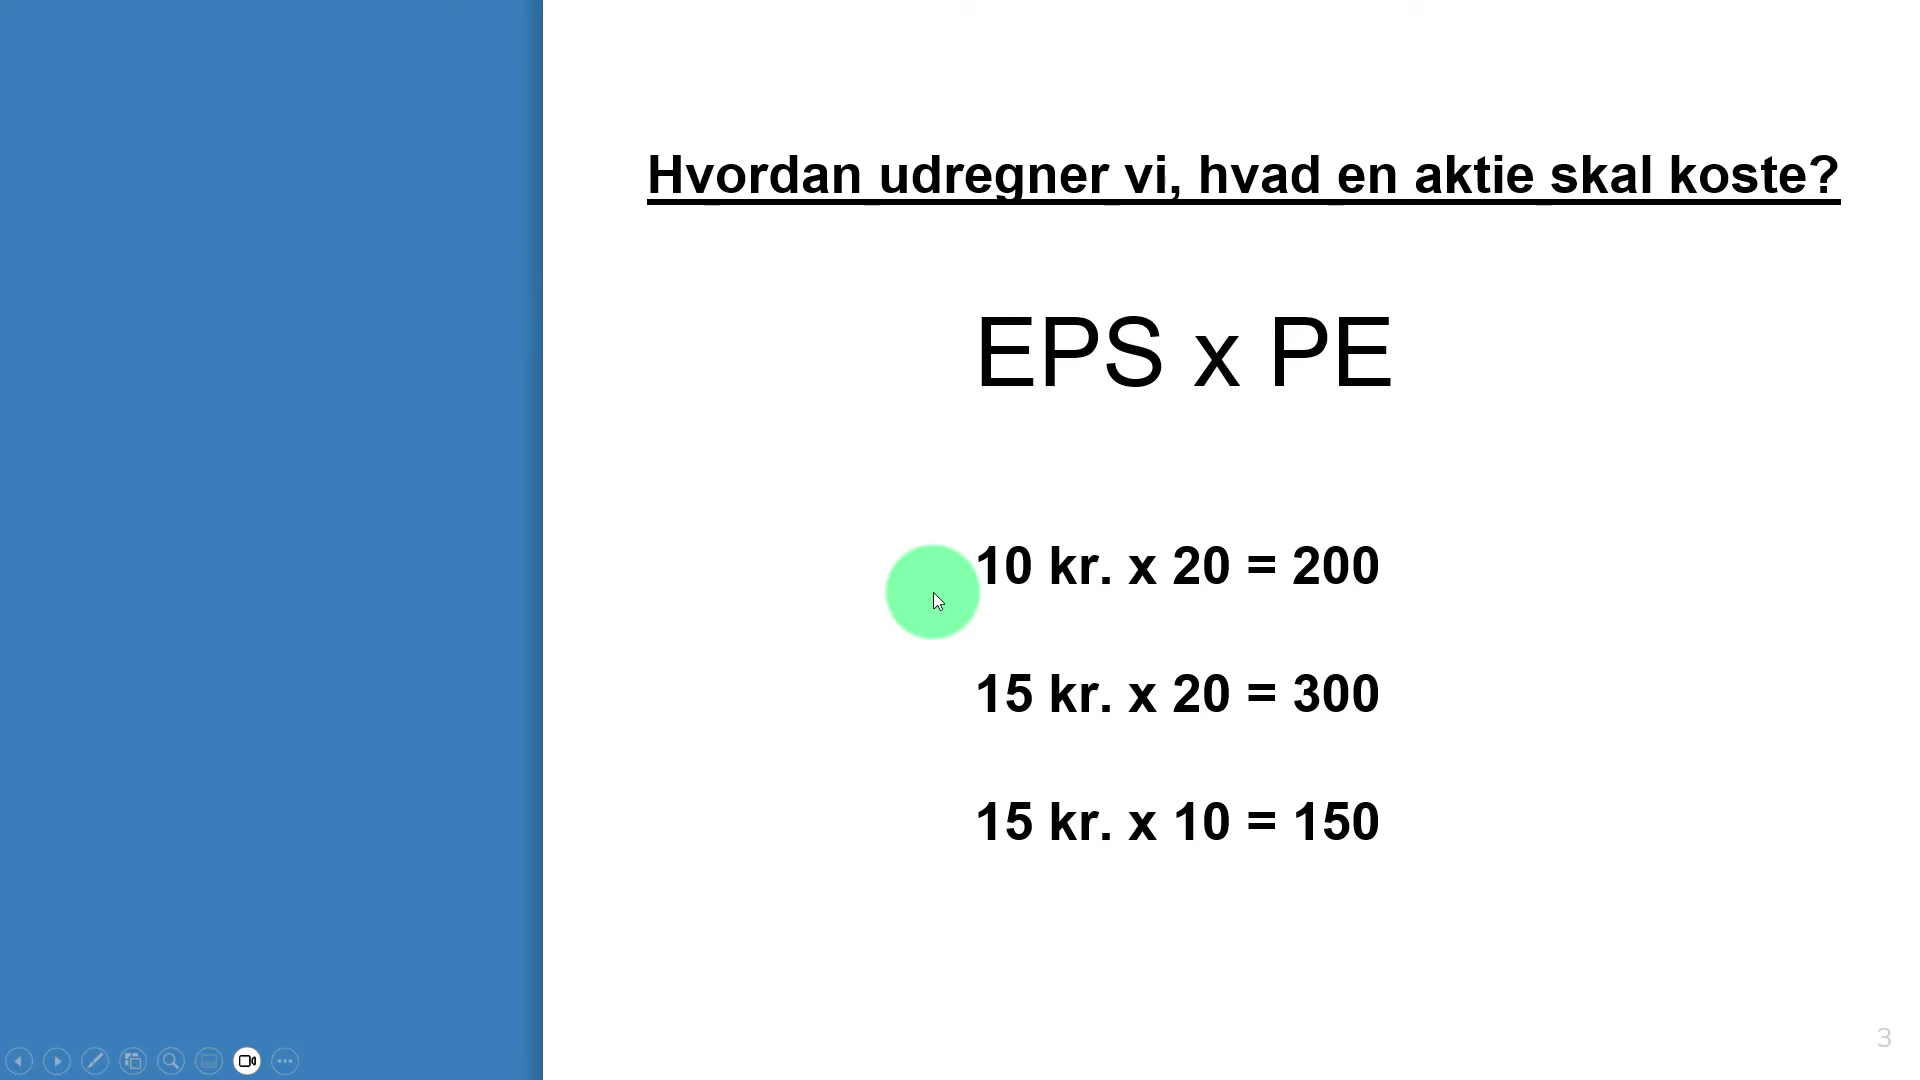 Hvordan udregner vi, hvad en aktie skal koste?
EPS x PE
10 kr. x 20 = 200
15 kr. x 20 = 300
15 kr. x 10 = 150
3